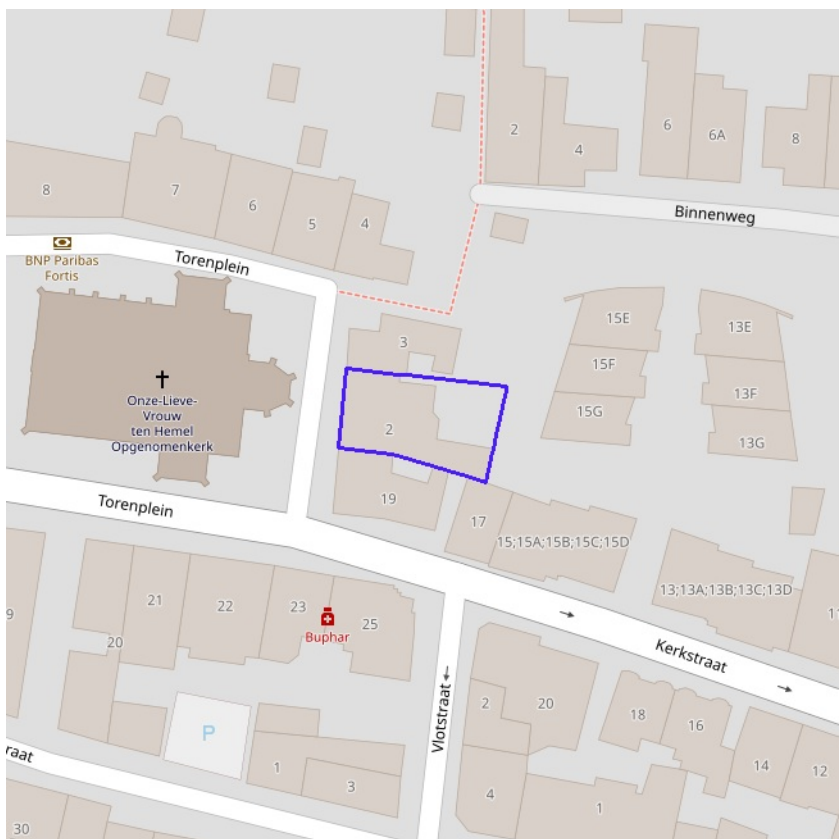 2
4
6
6A
8
8
7
6
5
4
Binnenweg
Torenplein
BNP Paribas
Fortis
3
15E
13E
15F
13F
15G
13G
Onze-Lieve-
Vrouw
ten Hemel
Opgenomenkerk
2
19
17
15;15A;15B;15C;15D
Torenplein
13;13A;13B;13C;13D
21
22
23
25
20
Buphar
Kerkstraat
Vlotstraat
2
20
18
16
14
12
P
1
3
4
1
raat
30